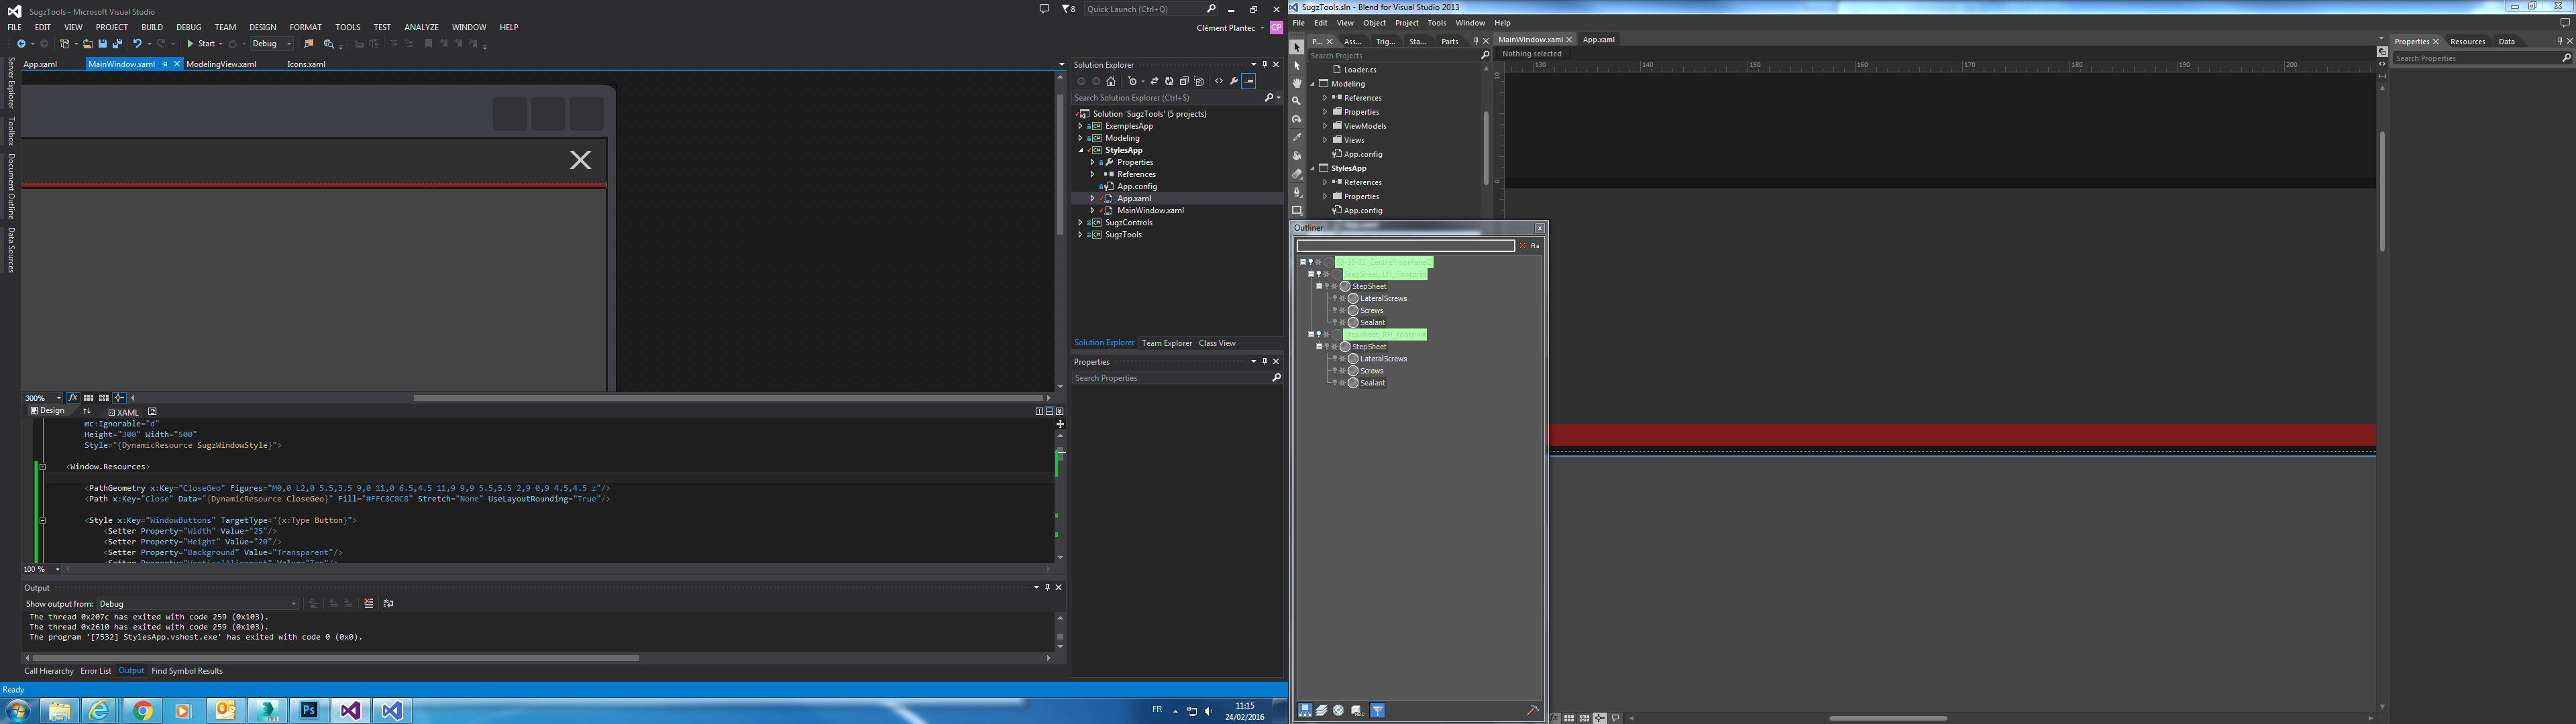 SugzTools - Microsoft Visual Studio
8
Quick Launch (Ctrl+Q)
FILE EDIT VIEW PROJECT BUILD DEBUG TEAM DESIGN FORMAT TOOLS TEST ANALYZE WINDOW HELP
Clément Plantec CP
Start Debug
Server Explorer
Toolbox
Document Outline
Data Sources
App.xaml MainWindow.xaml ModelingView.xaml Icons.xaml
300%
Design XAML
mc:Ignorable="d"
Height="300" Width="500"
Style="{DynamicResource SugzWindowStyle}">
<Window.Resources>
<PathGeometry x:Key="CloseGeo" Figures="M0,0 L2,0 5.5,3.5 9,0 11,0 6.5,4.5 11,9 9,9 5.5,5.5 2,9 0,9 4.5,4.5 z"/>
<Path x:Key="Close" Data="{DynamicResource CloseGeo}" Fill="#FFC8C8C8" Stretch="None" UseLayoutRounding="True"/>
<Style x:Key="WindowButtons" TargetType="{x:Type Button}">
<Setter Property="Width" Value="25"/>
<Setter Property="Height" Value="20"/>
<Setter Property="Background" Value="Transparent"/>
<Setter Property="VerticalAlignment" Value="Top"/>
100 %
Output
Show output from: Debug
The thread 0x207c has exited with code 259 (0x103).
The thread 0x2610 has exited with code 259 (0x103).
The program '[7532] StylesApp.vshost.exe' has exited with code 0 (0x0).
Call Hierarchy Error List Output Find Symbol Results
Ready
Solution Explorer
Search Solution Explorer (Ctrl+$)
Solution 'SugzTools' (5 projects)
ExemplesApp
Modeling
StylesApp
Properties
References
App.config
App.xaml
MainWindow.xaml
SugzControls
SugzTools
Solution Explorer Team Explorer Class View
Properties
Search Properties
Ps
FR 11:15
24/02/2016
SugzTools.sln - Blend for Visual Studio 2013
File Edit View Object Project Tools Window Help
P... Ass... Trig... Sta... Parts
Search Projects
Loader.cs
Modeling
References
Properties
ViewModels
Views
App.config
StylesApp
References
Properties
App.config
MainWindow.xaml App.xaml
Nothing selected
130 140 150 160 170 180 190 200
Outliner
Aa
StepSheet_LH_Footprint
StepSheet
LateralScrews
Screws
Sealant
StepSheet
LateralScrews
Screws
Sealant
Properties Resources Data
Search Properties